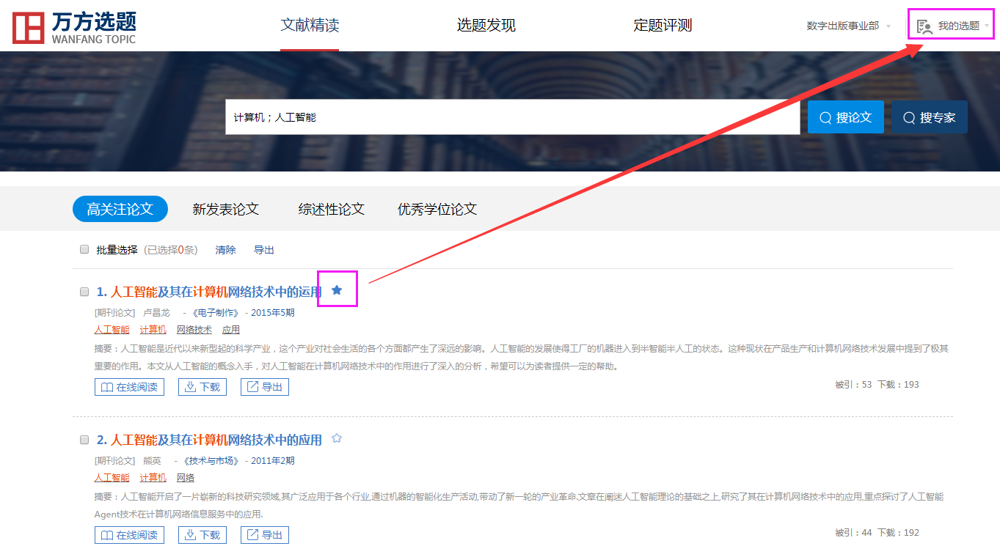 万方选题
WANFANG TOPIC
文献精读 选题发现 定题评测 数字出版事业部 我的选题
计算机；人工智能 搜论文 搜专家
高关注论文 新发表论文 综述性论文 优秀学位论文
批量选择 (已选择0条) 清除 导出
1. 人工智能及其在计算机网络技术中的运用
[期刊论文] 卢昌龙 - 《电子制作》 - 2015年5期
人工智能 计算机 网络技术 应用
摘要：人工智能是近代以来新型起的科学产业，这个产业对社会生活的各个方面都产生了深远的影响。人工智能的发展使得工厂的机器进入到半智能半人工的状态。这种现状在产品生产和计算机网络技术发展中提到了极其
重要的作用。本文从人工智能的概念入手，对人工智能在计算机网络技术中的作用进行了深入的分析，希望可以为读者提供一定的帮助。
在线阅读 下载 导出 被引：53 下载：193
2. 人工智能及其在计算机网络技术中的应用
[期刊论文] 熊英 - 《技术与市场》 - 2011年2期
人工智能 计算机 网络
摘要：人工智能开启了一片崭新的科技研究领域,其广泛应用于各个行业,通过机器的智能化生产活动,带动了新一轮的产业革命.文章在阐迷人工智能理论的基础之上,研究了其在计算机网络技术中的应用,重点探讨了人工智能
Agent技术在计算机网络信息服务中的应用.
在线阅读 下载 导出 被引：44 下载：192